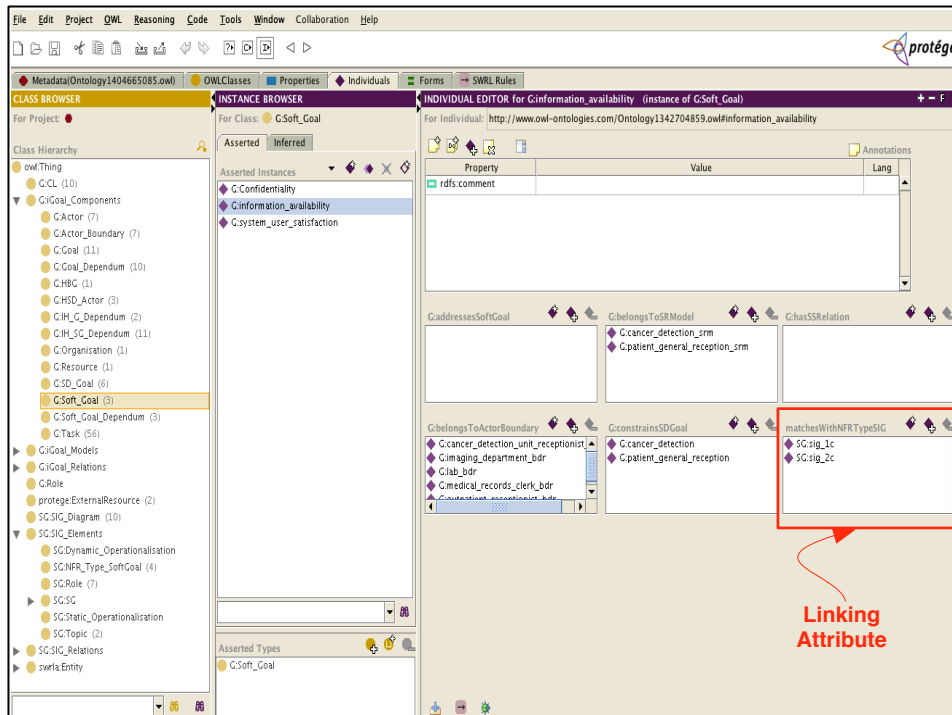 File Edit Project OWL Reasoning Code Tools Window Collaboration Help
protége
Metadata(Ontology1404665085.owl) OWLClasses Properties Individuals Forms SWRL Rules
CLASS BROWSER
For Project:
Class Hierarchy
owl:Thing
G:CL (10)
G:iGoal_Components
G:Actor (7)
G:Actor_Boundary (7)
G:Goal (11)
G:Goal_Dependum (10)
G:HBG (1)
G:HSD_Actor (3)
G:IH_G_Dependum (2)
G:IH_SG_Dependum (11)
G:Organisation (1)
G:Resource (1)
G:SD_Goal (6)
G:Soft_Goal (3)
G:Soft_Goal_Dependum (3)
G:Task (56)
G:iGoal_Models
G:iGoal_Relations
G:Role
protege:ExternalResource (2)
SG:SIG_Diagram (10)
SG:SIG_Elements
SG:Dynamic_Operationalisation
SG:NFR_Type_SoftGoal (4)
SG:Role (7)
SG:SG
SG:Static_Operationalisation
SG:Topic (2)
SG:SIG_Relations
swrla:Entity
INSTANCE BROWSER
For Class: G:Soft_Goal
Asserted Inferred
Asserted Instances
G:Confidentiality
G:information_availability
G:system_user_satisfaction
Asserted Types
G:Soft_Goal
INDIVIDUAL EDITOR for G:information_availability (instance of G:Soft_Goal) + − F
For Individual: http://www.owl-ontologies.com/Ontology1342704859.owl#information_availability
Annotations
Property Value Lang
rdfs:comment
G:addressesSoftGoal
G:belongsToSRModel
G:cancer_detection_srm
G:patient_general_reception_srm
G:hasSSRelation
G:belongsToActorBoundary
G:cancer_detection_unit_receptionist_
G:imaging_department_bdr
G:lab_bdr
G:medical_records_clerk_bdr
G:outpatient_receptionist_bdr
G:constrainsSDGoal
G:cancer_detection
G:patient_general_reception
matchesWithNFRTypeSIG
SG:sig_1c
SG:sig_2c
Linking
Attribute